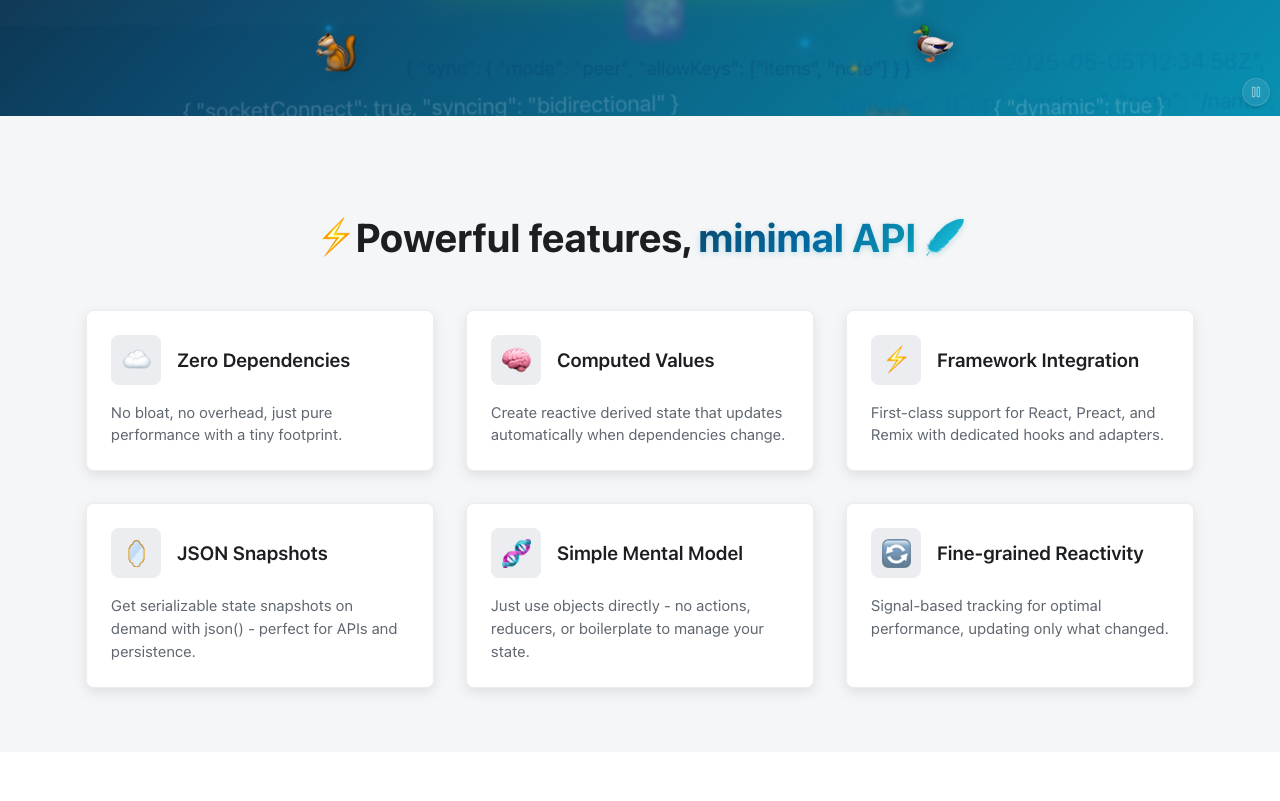 { "sync": { "mode": "peer", "allowKeys": ["items", "note"] } }
"2025-05-06T12:34:56Z",
{ "socketConnect": true, "syncing": "bidirectional" }
{ "dynamic": true }
Powerful features, minimal API
Zero Dependencies
No bloat, no overhead, just pure
performance with a tiny footprint.
Computed Values
Create reactive derived state that updates
automatically when dependencies change.
Framework Integration
First-class support for React, Preact, and
Remix with dedicated hooks and adapters.
JSON Snapshots
Get serializable state snapshots on
demand with json() - perfect for APIs and
persistence.
Simple Mental Model
Just use objects directly - no actions,
reducers, or boilerplate to manage your
state.
Fine-grained Reactivity
Signal-based tracking for optimal
performance, updating only what changed.